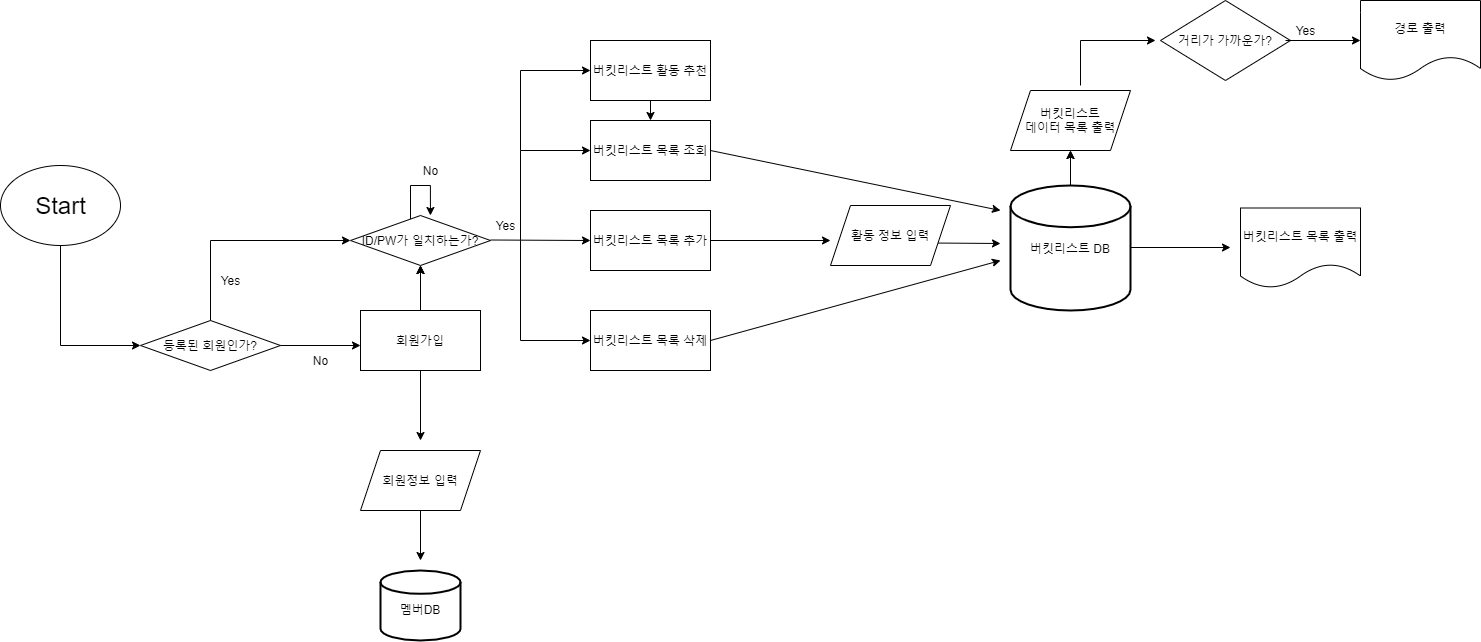 Start
등록된 회원인가?
Yes
No
회원가입
회원정보 입력
멤버DB
ID/PW가 일치하는가?
No
Yes
버킷리스트 활동 추천
버킷리스트 목록 조회
버킷리스트 목록 추가
버킷리스트 목록 삭제
활동 정보 입력
버킷리스트 DB
버킷리스트
데이터 목록 출력
거리가 가까운가?
Yes
경로 출력
버킷리스트 목록 출력